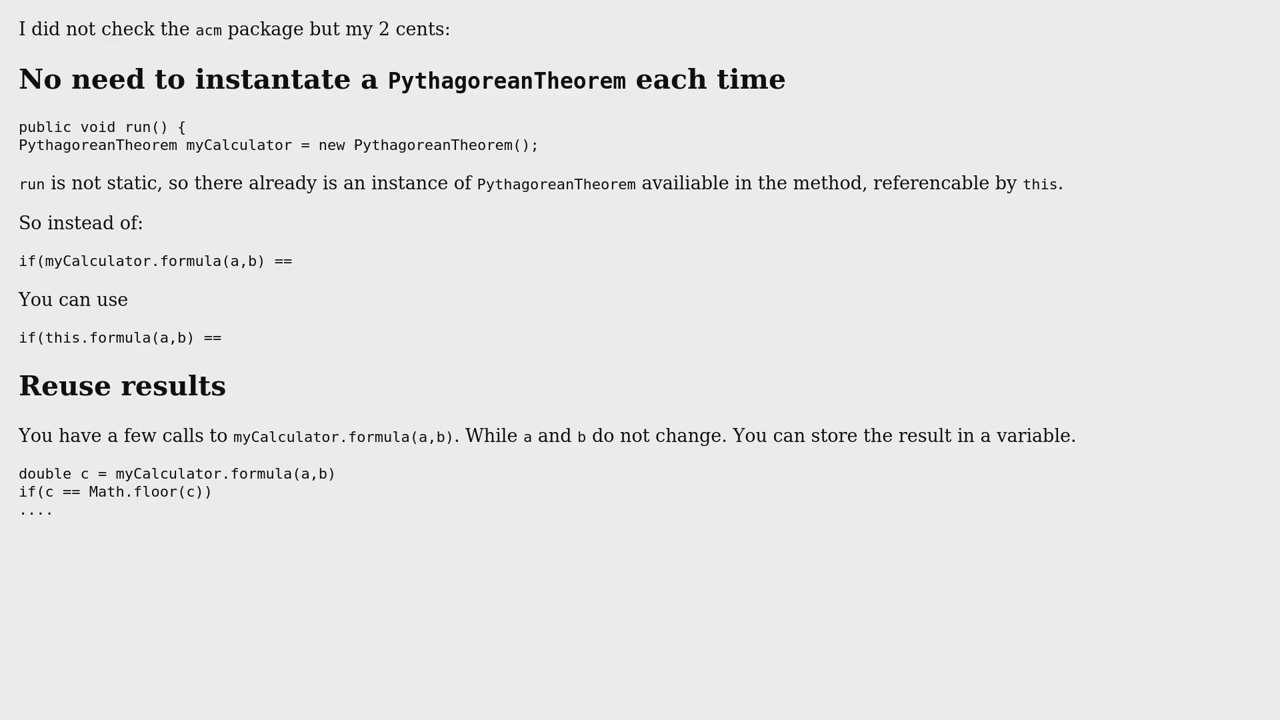 I did not check the acm package but my 2 cents:
No need to instantate a PythagoreanTheorem each time
public void run() {
PythagoreanTheorem myCalculator = new PythagoreanTheorem();
run is not static, so there already is an instance of PythagoreanTheorem availiable in the method, referencable by this.
So instead of:
if(myCalculator.formula(a,b) ==
You can use
if(this.formula(a,b) ==
Reuse results
You have a few calls to myCalculator.formula(a,b). While a and b do not change. You can store the result in a variable.
double c = myCalculator.formula(a,b)
if(c == Math.floor(c))
....